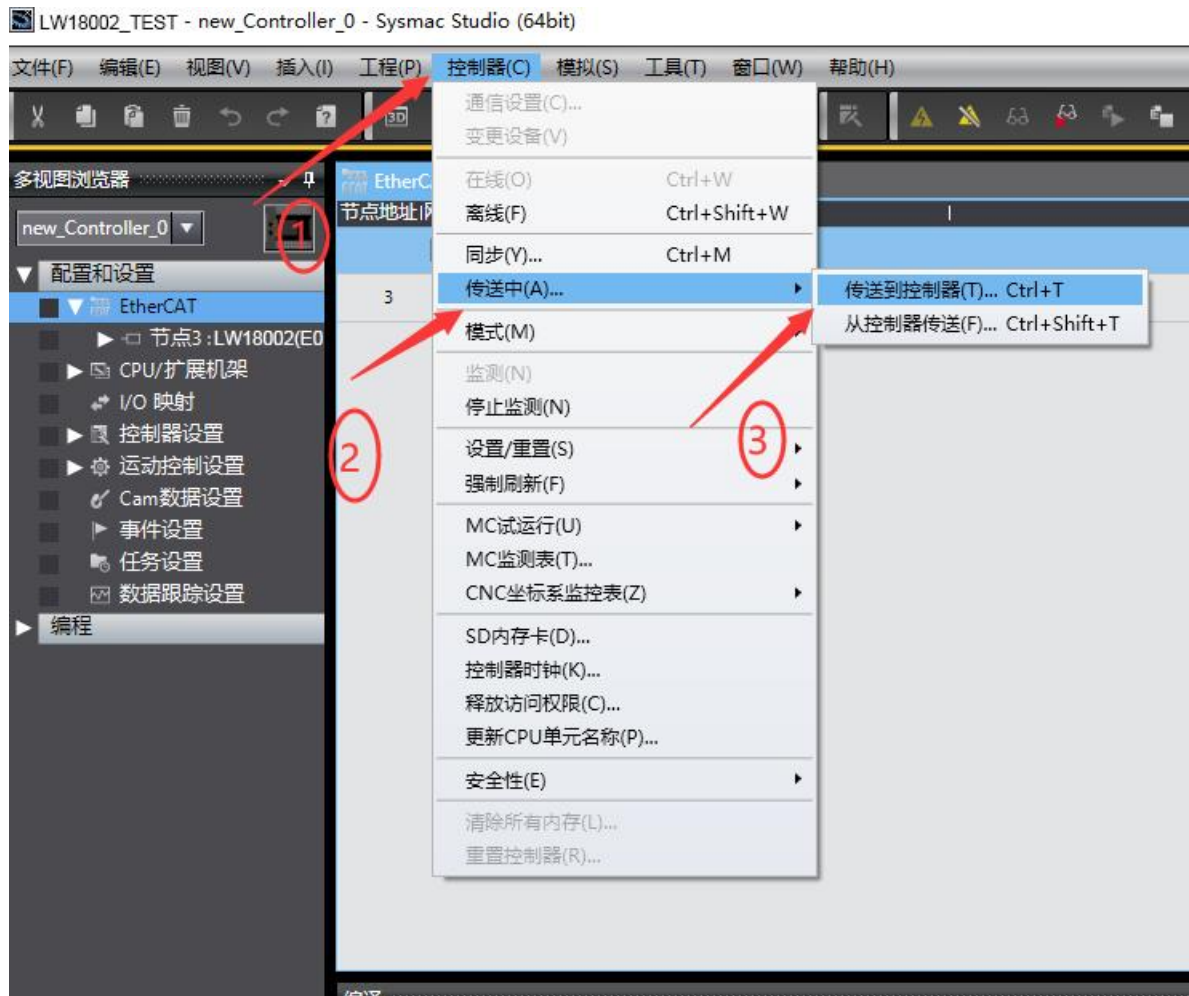 LW18002_TEST - new_Controller_0 - Sysmac Studio (64bit)
文件(F) 编辑(E) 视图(V) 插入(I) 工程(P) 控制器(C) 模拟(S) 工具(T) 窗口(W) 帮助(H)
3D
通信设置(C)...
变更设备(V)
在线(O) Ctrl+W
离线(F) Ctrl+Shift+W
同步(Y)... Ctrl+M
传送中(A)...
传送到控制器(T)... Ctrl+T
从控制器传送(F)... Ctrl+Shift+T
模式(M)
监测(N)
停止监测(N)
设置/重置(S)
强制刷新(F)
MC试运行(U)
MC监测表(T)...
CNC坐标系监控表(Z)
SD内存卡(D)...
控制器时钟(K)...
释放访问权限(C)...
更新CPU单元名称(P)...
安全性(E)
清除所有内存(L)...
重置控制器(R)...
多视图浏览器
new_Controller_0
配置和设置
EtherCAT
节点3 : LW18002(E0
CPU/扩展机架
I/O 映射
控制器设置
运动控制设置
Cam数据设置
事件设置
任务设置
数据跟踪设置
编程
EtherC
节点地址
3
1
2
3